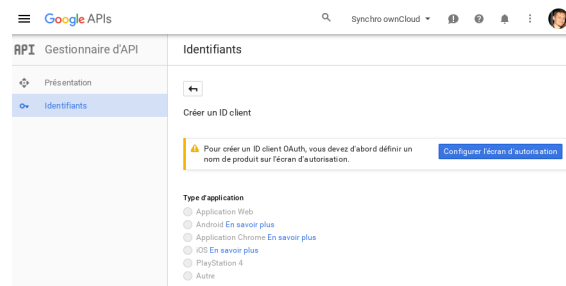 Google APIs
Synchro ownCloud
API Gestionnaire d'API
Identifiants
Présentation
Identifiants
Créer un ID client
Pour créer un ID client OAuth, vous devez d'abord définir un
nom de produit sur l'écran d'autorisation.
Configurer l'écran d'autorisation
Type d'application
Application Web
Android En savoir plus
Application Chrome En savoir plus
iOS En savoir plus
PlayStation 4
Autre